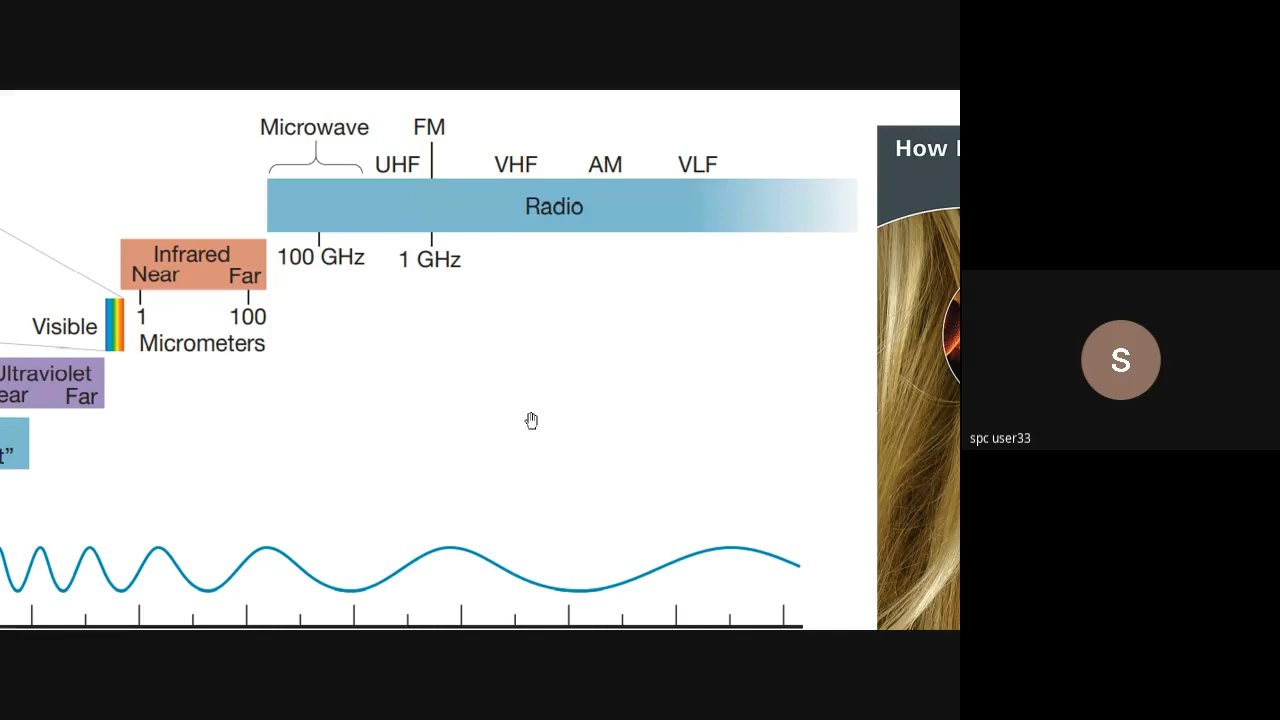 Microwave FM
UHF VHF AM VLF
Radio
100 GHz 1 GHz
Infrared
Near Far
1 100
Micrometers
Visible
Ultraviolet
ear Far
t”
How
S
spc user33